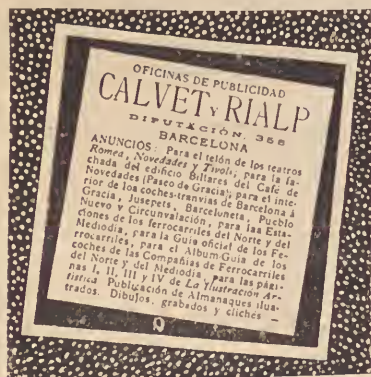 OFICINAS DE PUBLICIDAD
CALVET Y RIALP
DIPUTACIÓN, 358
BARCELONA
ANUNCIOS: Para el telón de los teatros
Romea, Novedades y Tívoli; para la fa-
chada del edificio Billares del Café de
Novedades (Paseo de Gracia); para el inte-
rior de los coches-tranvías de Barcelona á
Gracia, Josepets, Barceloneta, Pueblo
Nuevo y Circunvalación, para las Esta-
ciones de los ferrocarriles del Norte y del
Mediodia, para la Guía oficial de los Fe-
rrocarriles, para el Album-Guia de los
coches de las Compañías de Ferrocarriles
del Norte y del Mediodía, para las pági-
nas I, II, III y IV de La Ilustración Ar-
tística Publicación de Almanaques ilus-
trados. Dibujos, grabados y clichés –